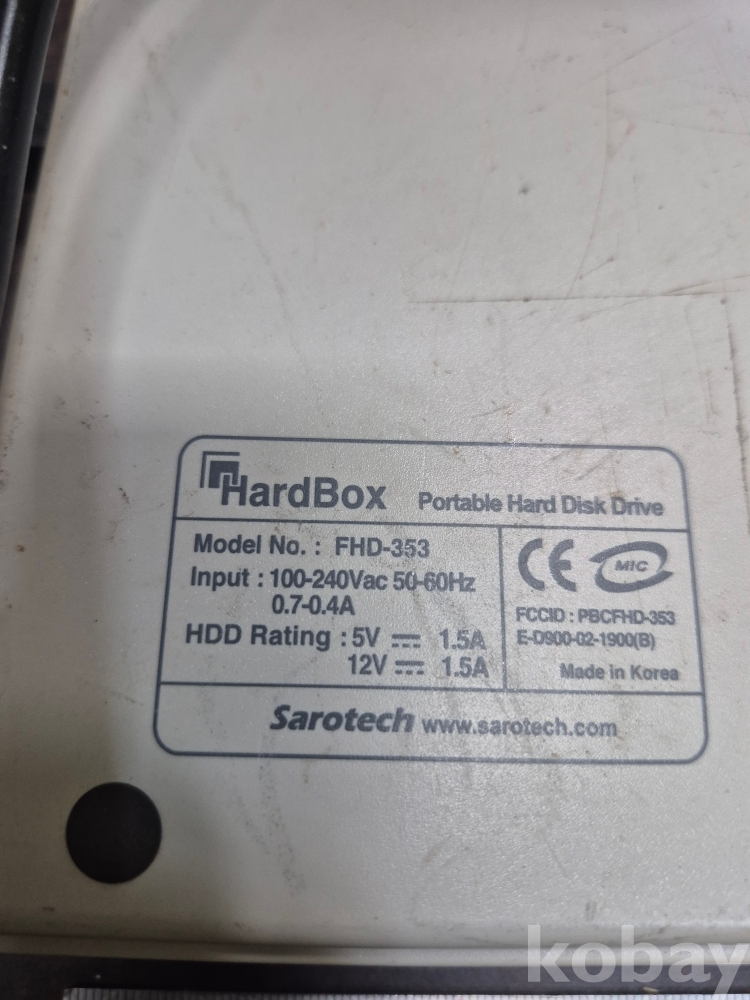 HardBox Portable Hard Disk Drive
Model No. : FHD-353
Input : 100-240Vac 50-60Hz
0.7-0.4A
HDD Rating : 5V ⎓ 1.5A
12V ⎓ 1.5A
CE MIC
FCCID : PBCFHD-353
E-D900-02-1900(B)
Made in Korea
Sarotech www.sarotech.com
kobay